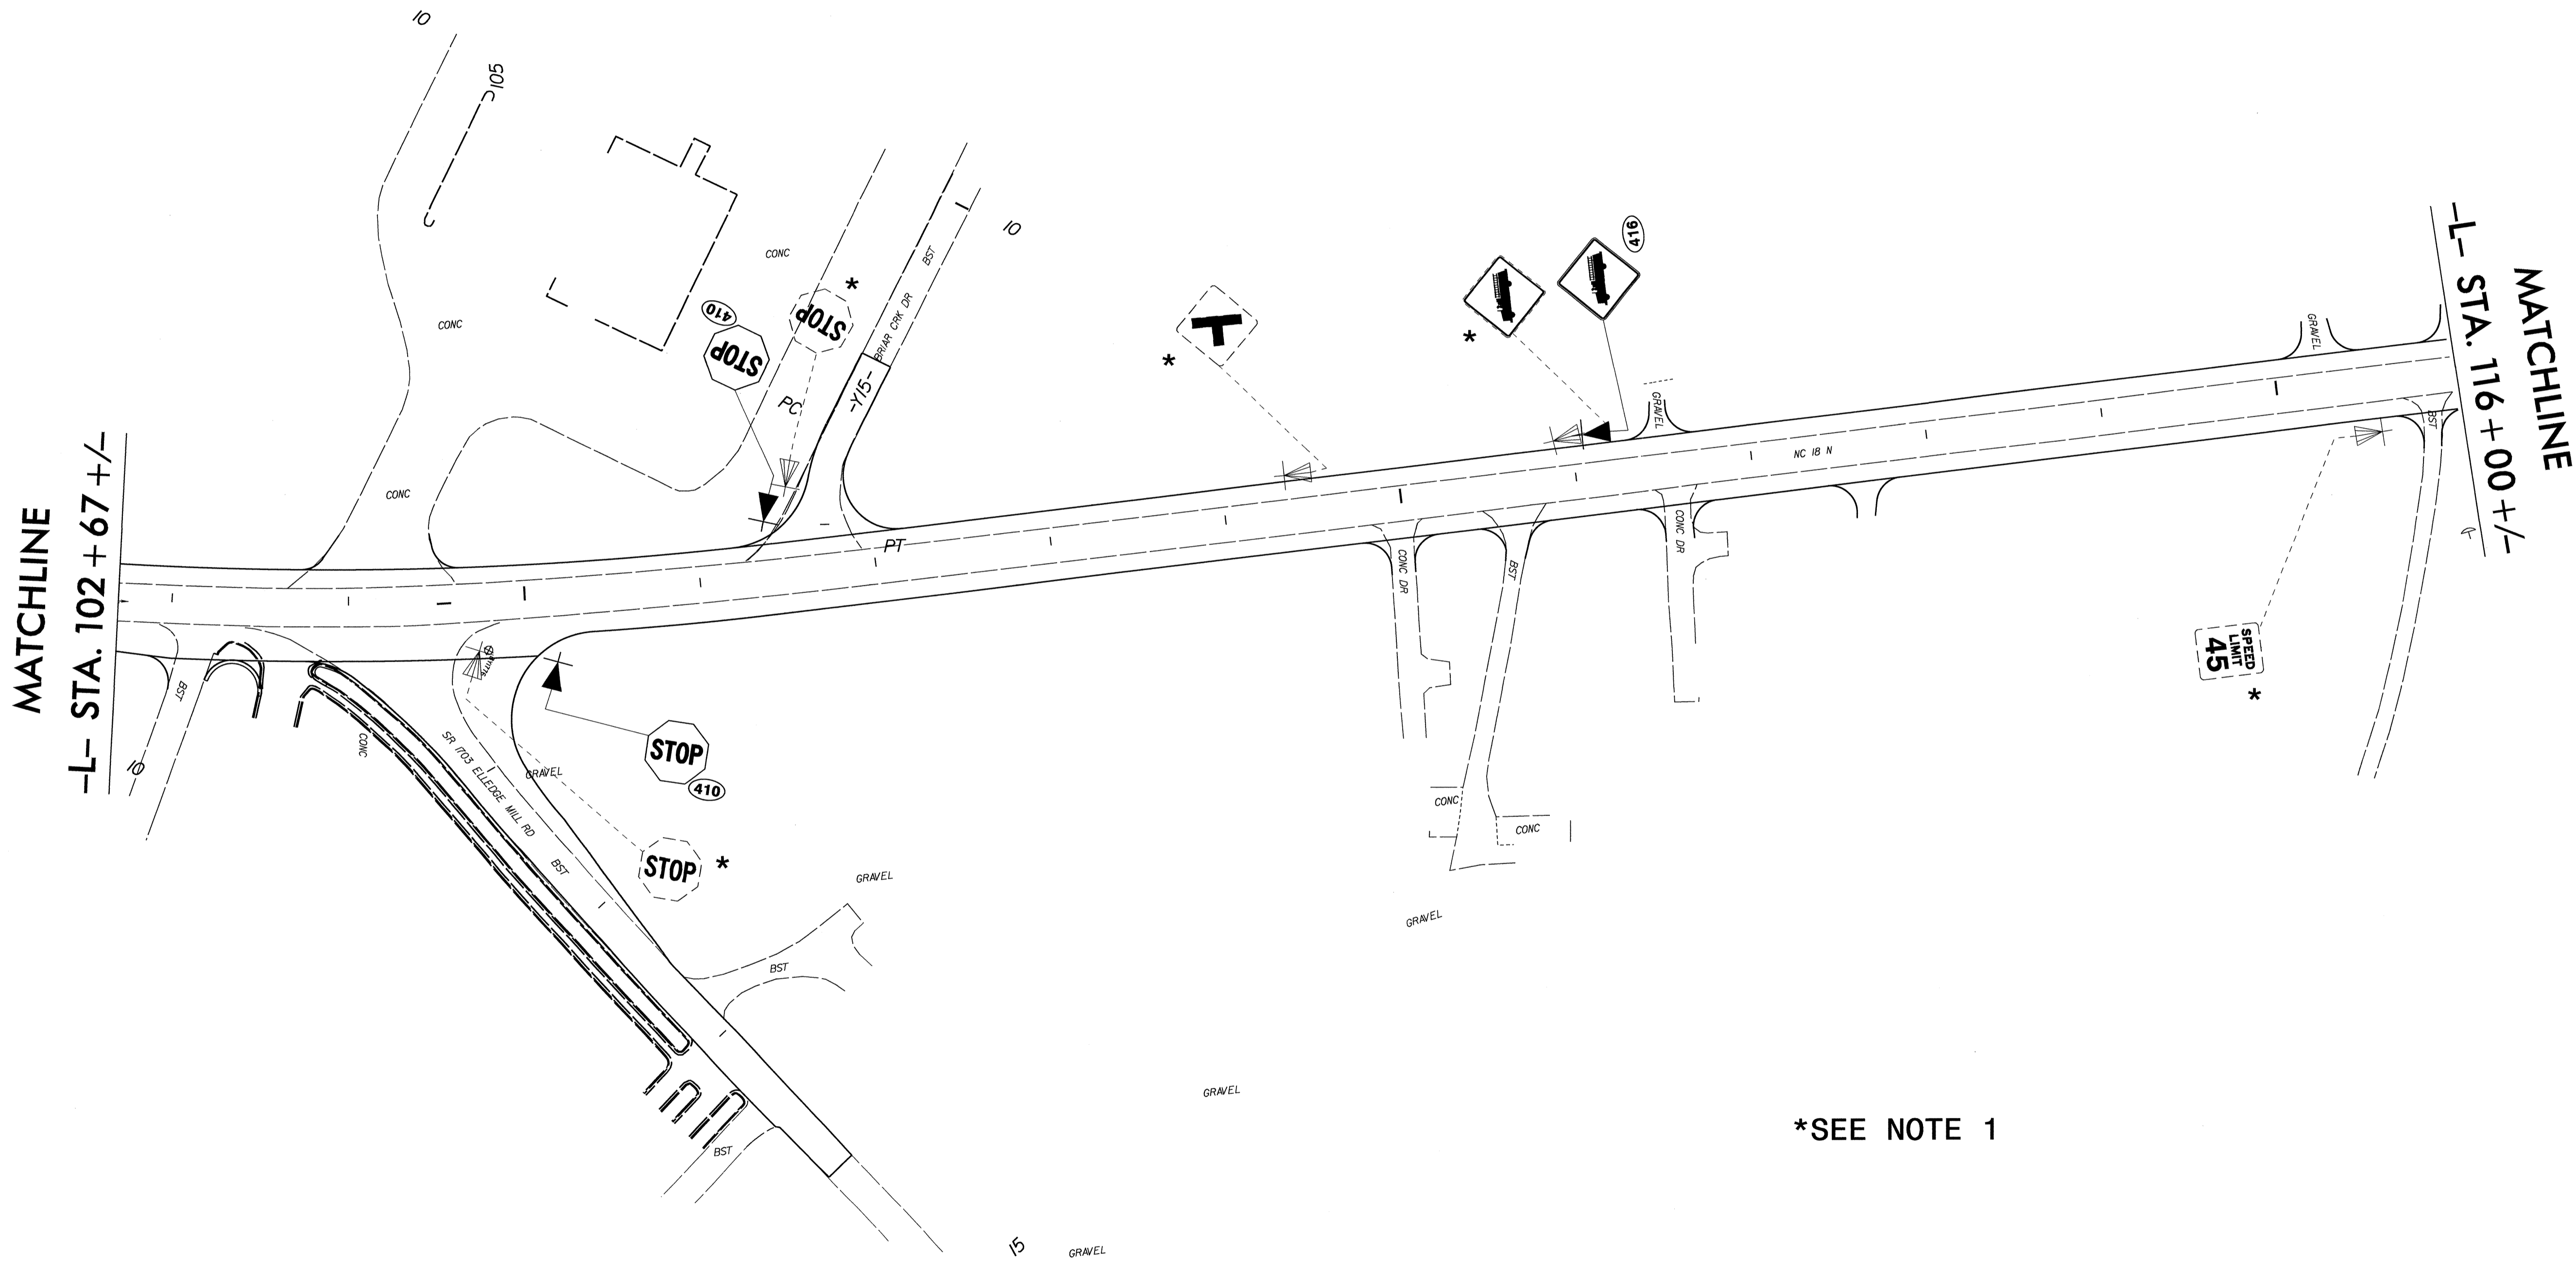 10
105
CONC
10
CONC
BST
BRIAR CRK DR
-Y15-
PC
410
STOP
STOP
*
CONC
*
*
416
GRAVEL
GRAVEL
MATCHLINE
-L- STA. 116+00 +/-
BST
NC 18 N
PT
MATCHLINE
-L- STA. 102+67 +/-
10
BST
CONC
SR 1703 ELLEDGE MILL RD
BST
GRAVEL
STOP
410
STOP *
CONC DR
BST
CONC DR
SPEED
LIMIT
45
*
CONC
CONC
GRAVEL
GRAVEL
BST
GRAVEL
BST
15
GRAVEL
*SEE NOTE 1